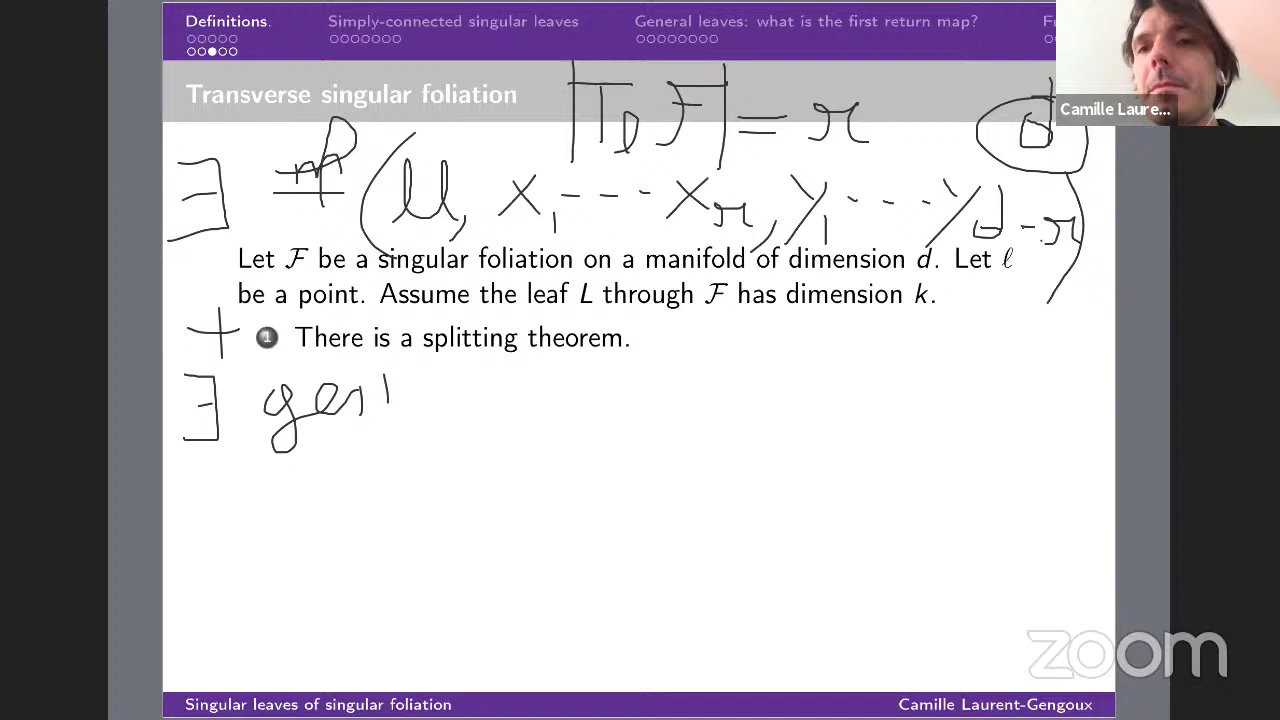 Definitions. Simply-connected singular leaves General leaves: what is the first return map?
Camille Laure...
Transverse singular foliation
|T_p F| = r d
∃ p (U, x_1 --- x_r, y_1 --- y_{d-r})
Let F be a singular foliation on a manifold of dimension d. Let ℓ
be a point. Assume the leaf L through F has dimension k.
+ 1 There is a splitting theorem.
∃
zoom
Singular leaves of singular foliation Camille Laurent-Gengoux